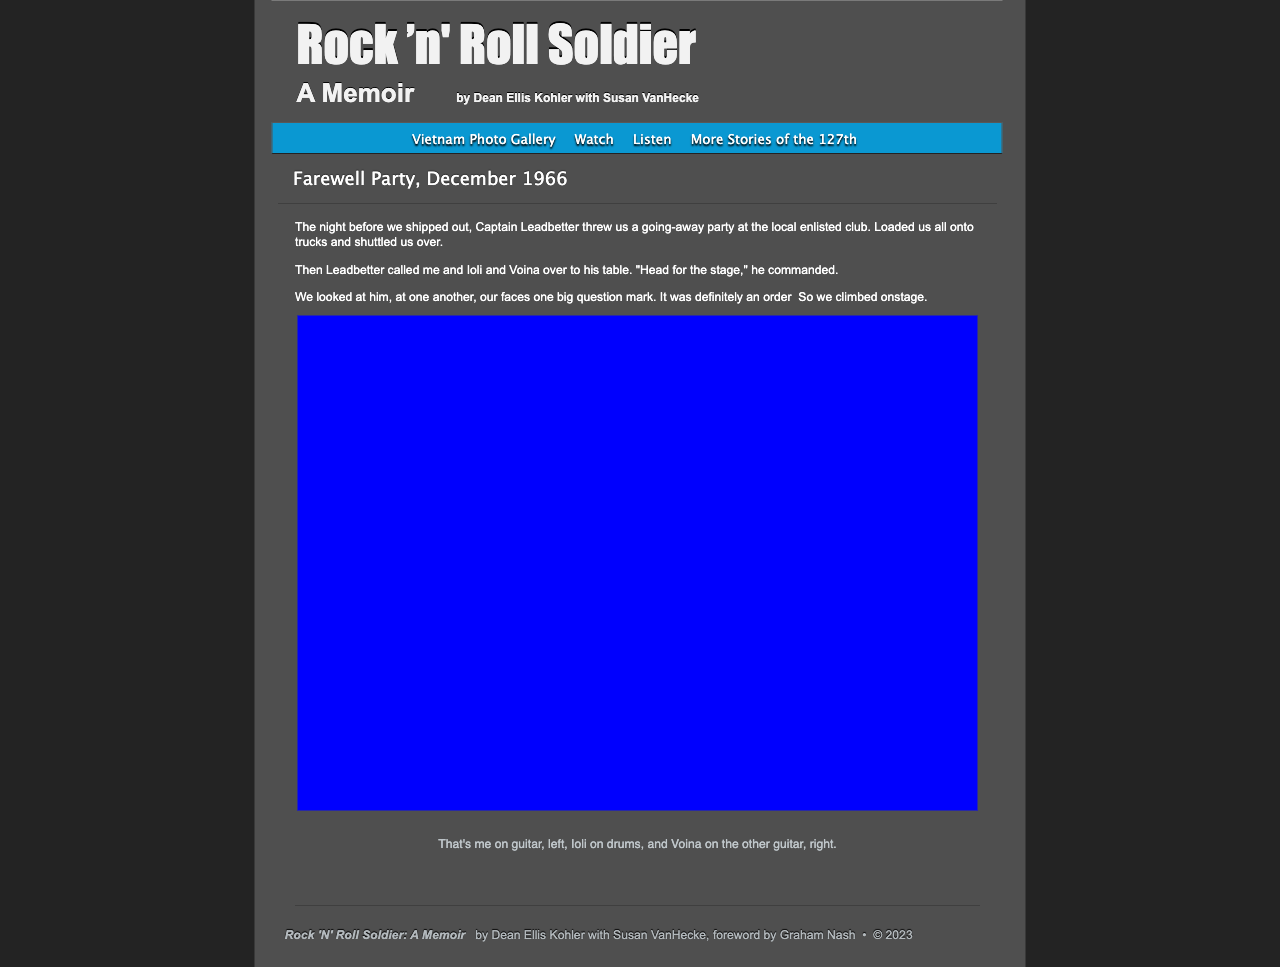 Rock ’n' Roll Soldier
A Memoir by Dean Ellis Kohler with Susan VanHecke
Vietnam Photo Gallery Watch Listen More Stories of the 127th
Farewell Party, December 1966
The night before we shipped out, Captain Leadbetter threw us a going-away party at the local enlisted club. Loaded us all onto
trucks and shuttled us over.
Then Leadbetter called me and Ioli and Voina over to his table. "Head for the stage," he commanded.
We looked at him, at one another, our faces one big question mark. It was definitely an order  So we climbed onstage.
That's me on guitar, left, Ioli on drums, and Voina on the other guitar, right.
Rock 'N' Roll Soldier: A Memoir by Dean Ellis Kohler with Susan VanHecke, foreword by Graham Nash • © 2023